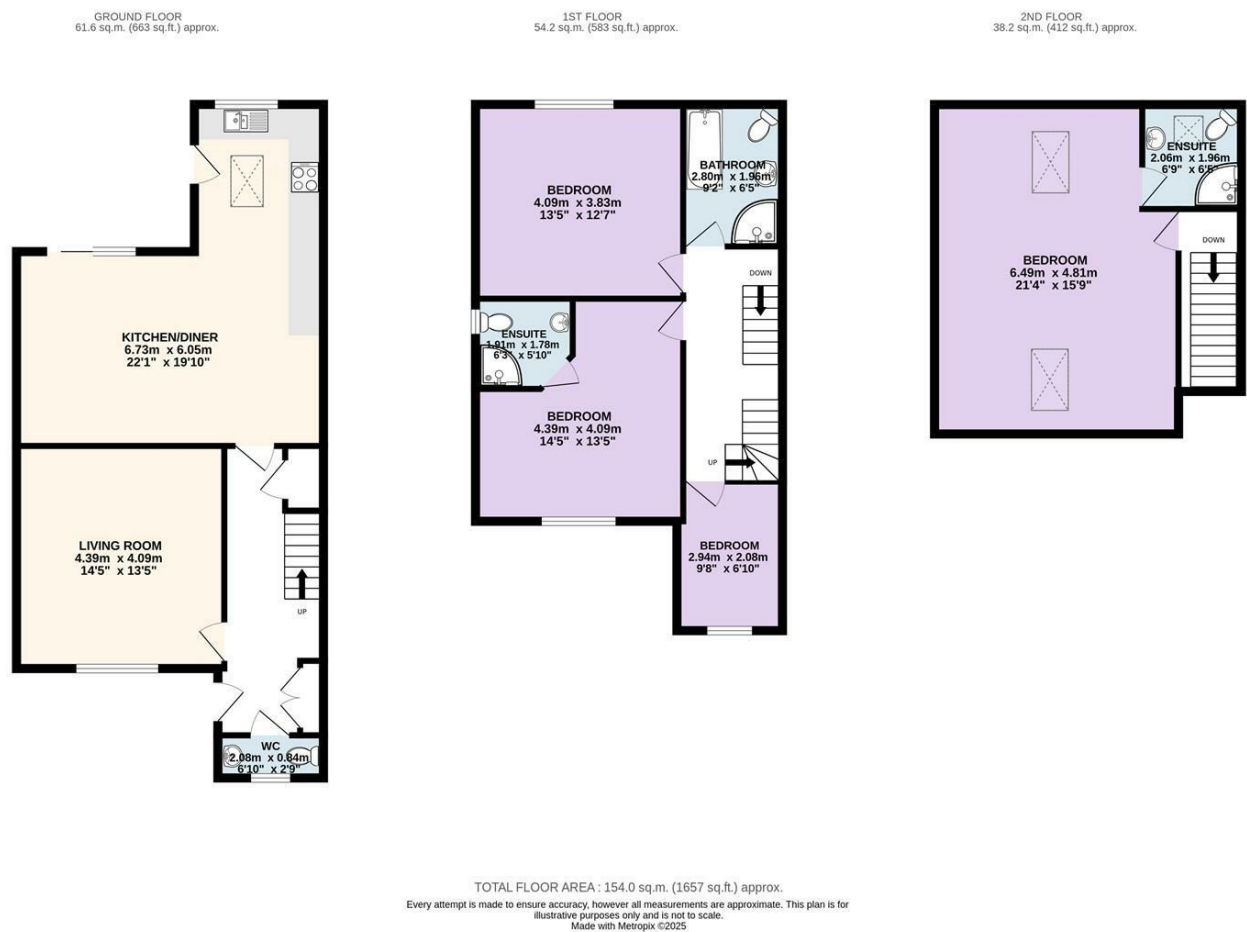 GROUND FLOOR
61.6 sq.m. (663 sq.ft.) approx.
1ST FLOOR
54.2 sq.m. (583 sq.ft.) approx.
2ND FLOOR
38.2 sq.m. (412 sq.ft.) approx.
KITCHEN/DINER
6.73m x 6.05m
22'1" x 19'10"
LIVING ROOM
4.39m x 4.09m
14'5" x 13'5"
UP
WC
2.08m x 0.84m
6'10" x 2'9"
BEDROOM
4.09m x 3.83m
13'5" x 12'7"
BATHROOM
2.80m x 1.96m
9'2" x 6'5"
DOWN
ENSUITE
1.91m x 1.78m
6'3" x 5'10"
BEDROOM
4.39m x 4.09m
14'5" x 13'5"
UP
BEDROOM
2.94m x 2.08m
9'8" x 6'10"
ENSUITE
2.06m x 1.96m
6'9" x 6'5"
DOWN
BEDROOM
6.49m x 4.81m
21'4" x 15'9"
TOTAL FLOOR AREA : 154.0 sq.m. (1657 sq.ft.) approx.
Every attempt is made to ensure accuracy, however all measurements are approximate. This plan is for
illustrative purposes only and is not to scale.
Made with Metropix ©2025